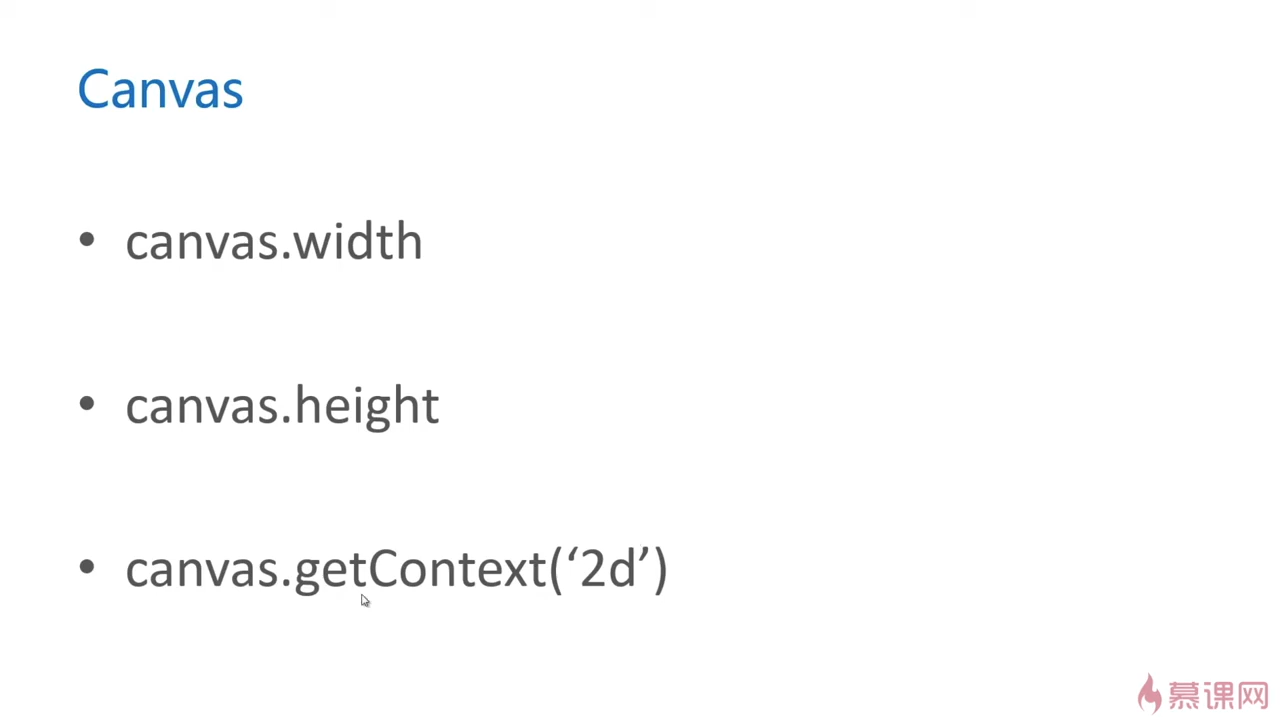 Canvas
• canvas.width
• canvas.height
• canvas.getContext(‘2d’)
慕课网